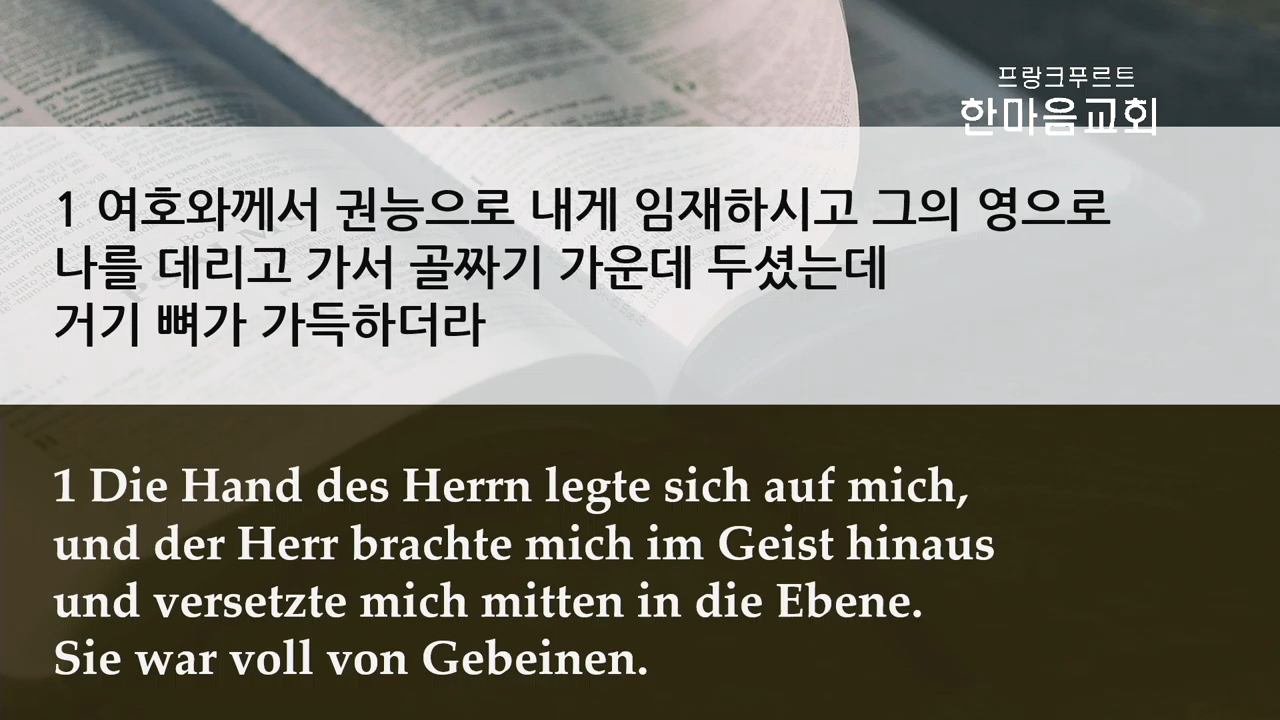 프랑크푸르트
한마음교회
1 여호와께서 권능으로 내게 임재하시고 그의 영으로
나를 데리고 가서 골짜기 가운데 두셨는데
거기 뼈가 가득하더라
1 Die Hand des Herrn legte sich auf mich,
und der Herr brachte mich im Geist hinaus
und versetzte mich mitten in die Ebene.
Sie war voll von Gebeinen.